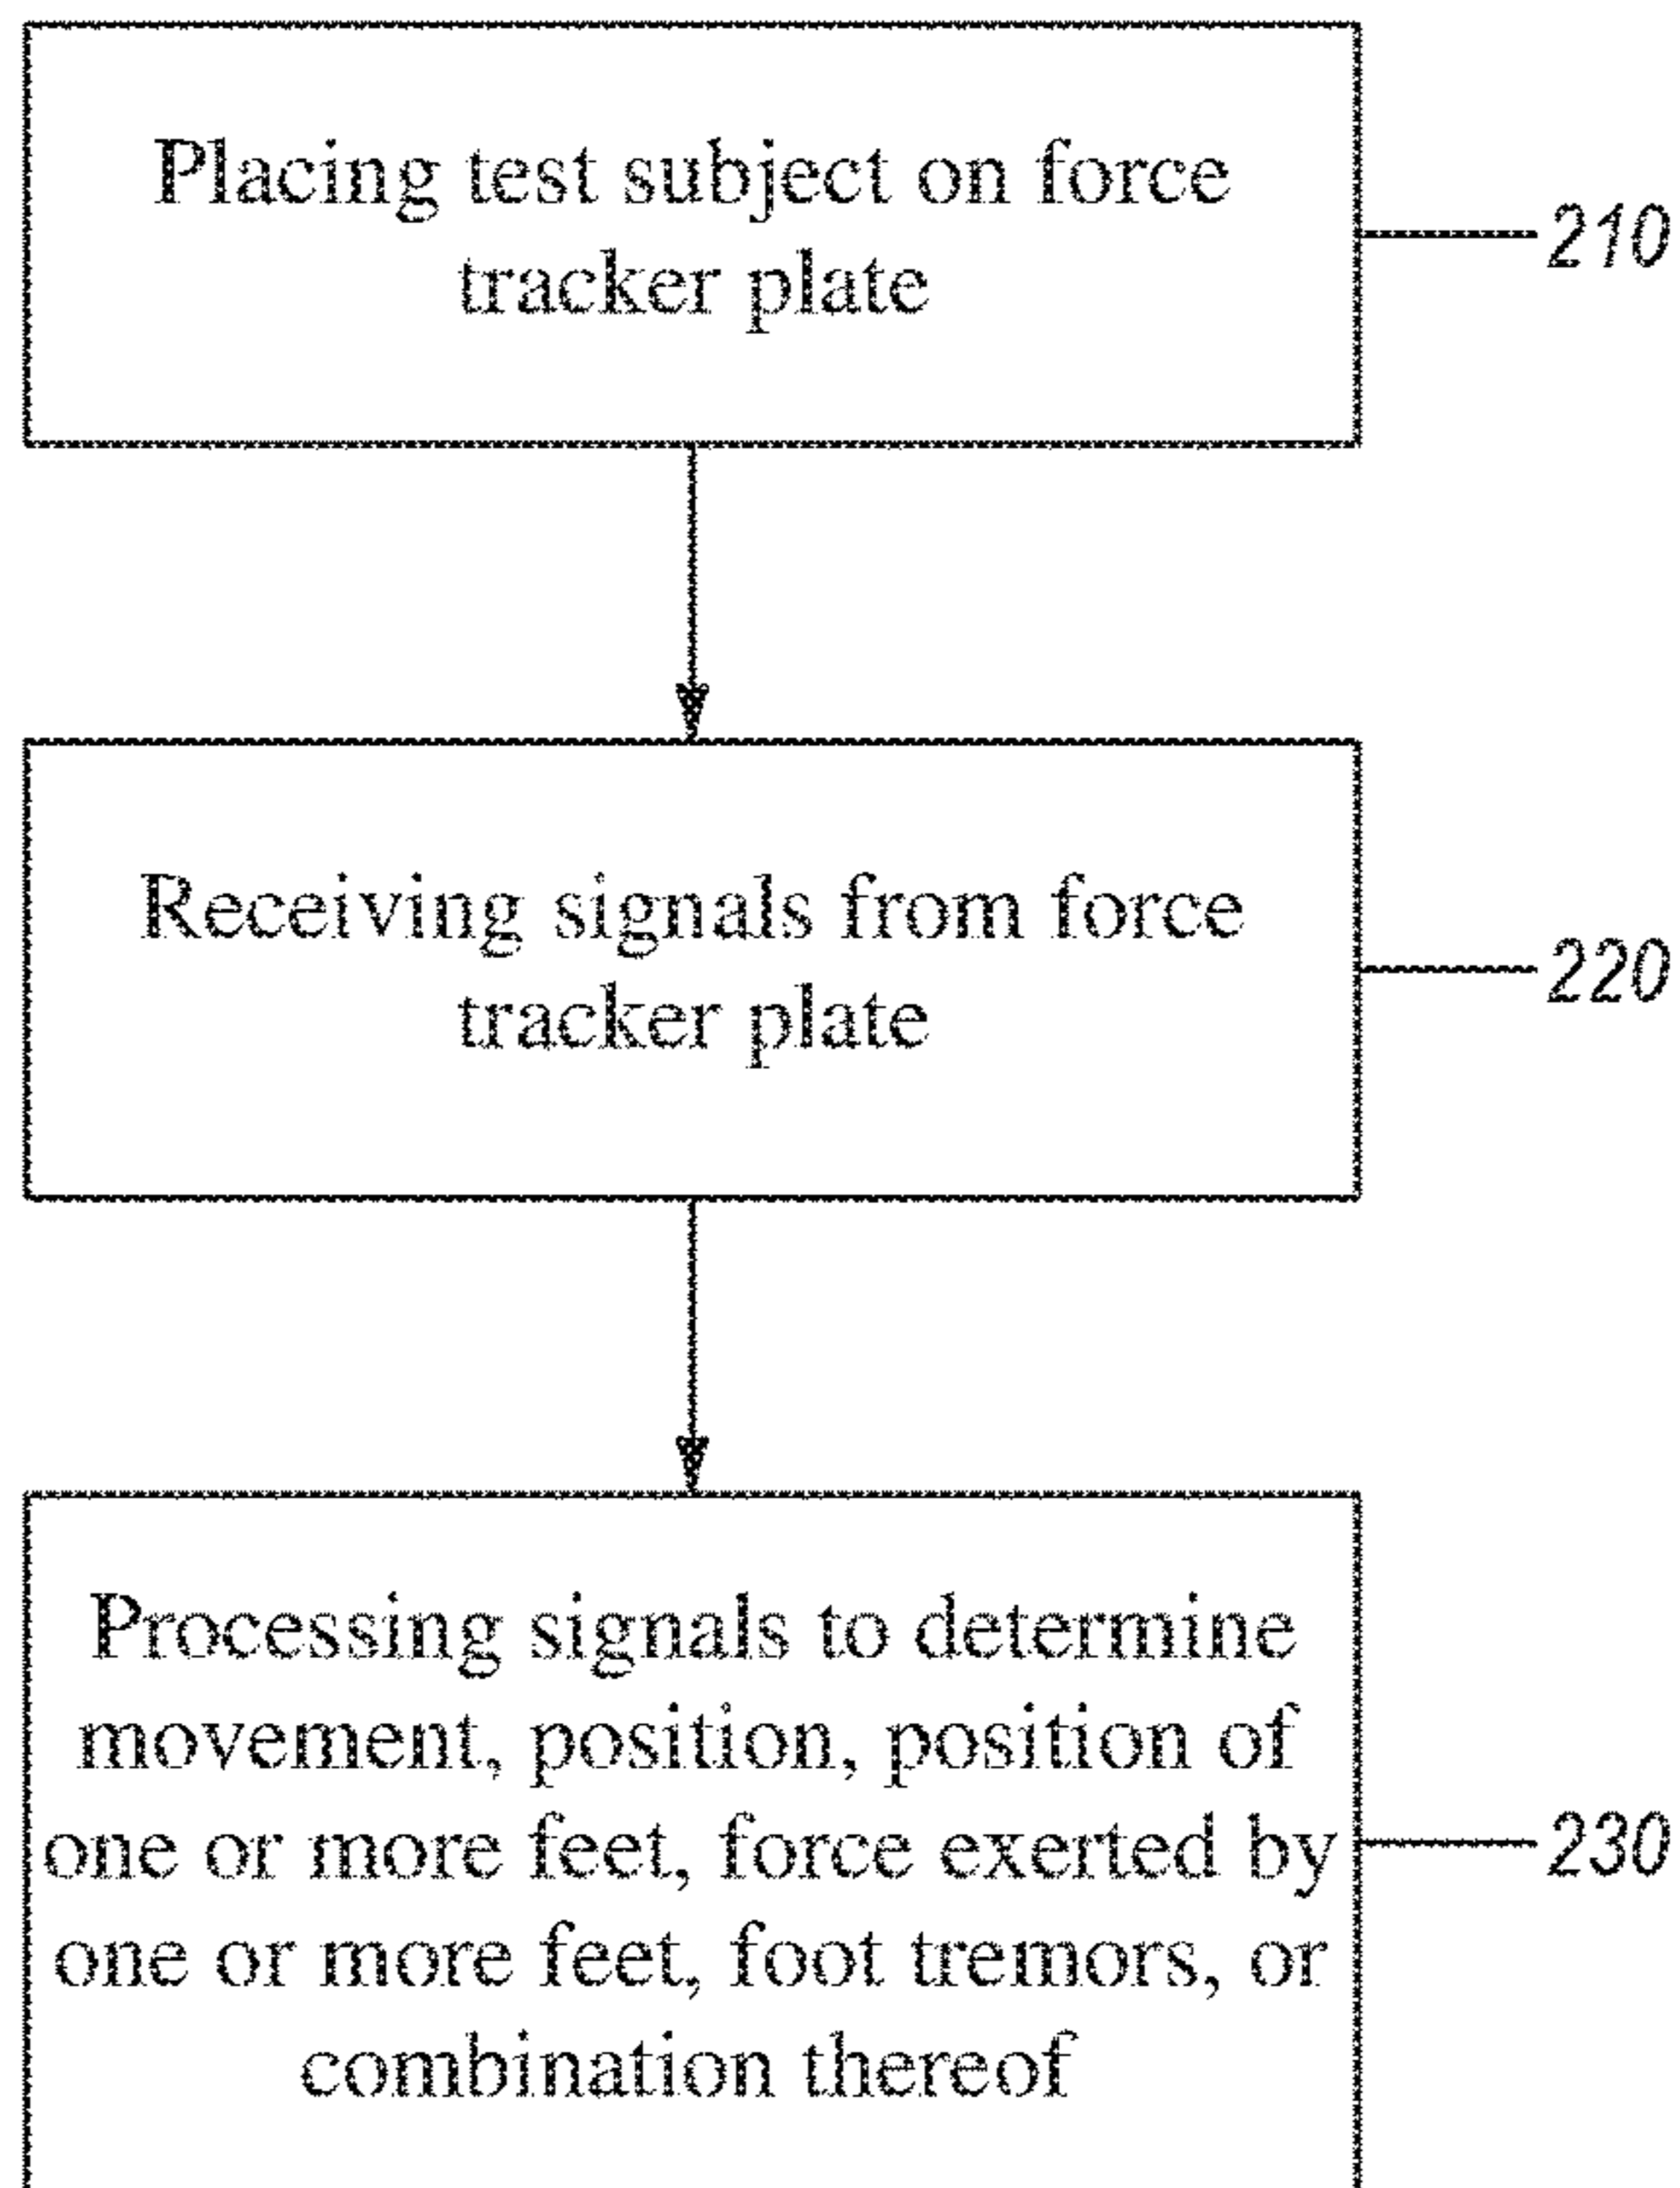 Placing test subject on force
tracker plate
210
Receiving signals from force
tracker plate
220
Processing signals to determine
movement, position, position of
one or more feet, force exerted by
one or more feet, foot tremors, or
combination thereof
230